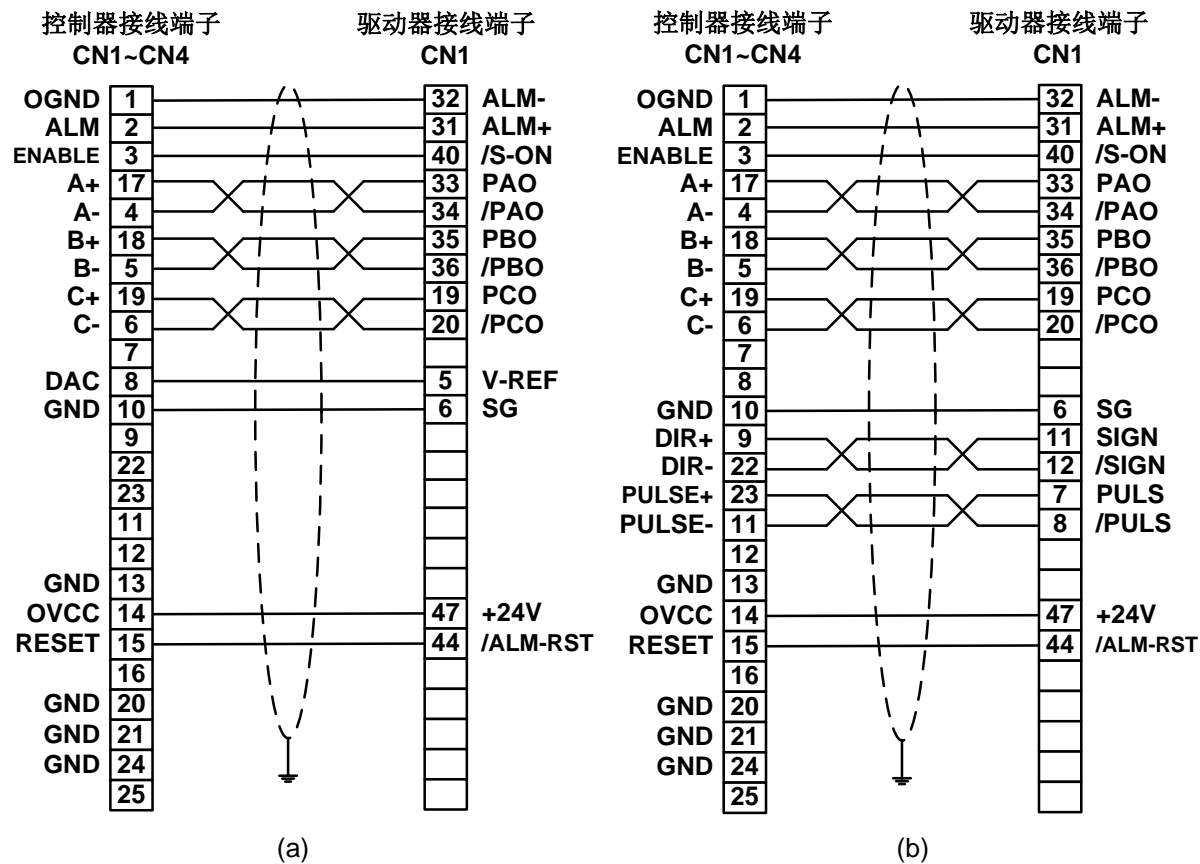 控制器接线端子 驱动器接线端子
CN1~CN4 CN1
OGND 1 32 ALM-
ALM 2 31 ALM+
ENABLE 3 40 /S-ON
A+ 17 33 PAO
A- 4 34 /PAO
B+ 18 35 PBO
B- 5 36 /PBO
C+ 19 19 PCO
C- 6 20 /PCO
7
DAC 8 5 V-REF
GND 10 6 SG
9
22
23
11
12
GND 13
OVCC 14 47 +24V
RESET 15 44 /ALM-RST
16
GND 20
GND 21
GND 24
25
(a)
控制器接线端子 驱动器接线端子
CN1~CN4 CN1
OGND 1 32 ALM-
ALM 2 31 ALM+
ENABLE 3 40 /S-ON
A+ 17 33 PAO
A- 4 34 /PAO
B+ 18 35 PBO
B- 5 36 /PBO
C+ 19 19 PCO
C- 6 20 /PCO
7
8
GND 10 6 SG
DIR+ 9 11 SIGN
DIR- 22 12 /SIGN
PULSE+ 23 7 PULS
PULSE- 11 8 /PULS
12
GND 13
OVCC 14 47 +24V
RESET 15 44 /ALM-RST
16
GND 20
GND 21
GND 24
25
(b)